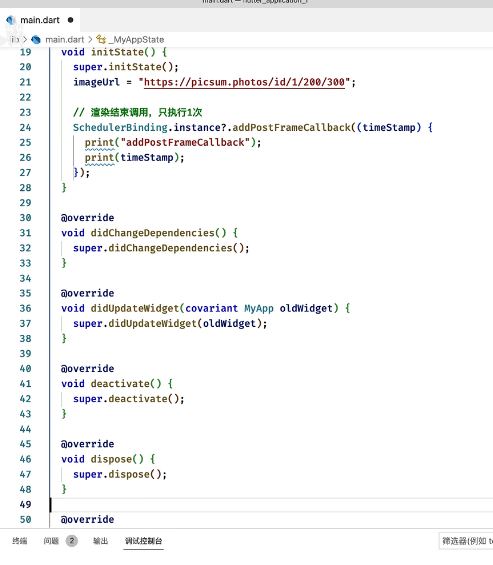 main.dart — flutter_application_1
main.dart ●
lib > main.dart > _MyAppState
19 void initState() {
20 super.initState();
21 imageUrl = "https://picsum.photos/id/1/200/300";
22
23 // 渲染结束调用，只执行1次
24 SchedulerBinding.instance?.addPostFrameCallback((timeStamp) {
25 print("addPostFrameCallback");
26 print(timeStamp);
27 });
28 }
29
30 @override
31 void didChangeDependencies() {
32 super.didChangeDependencies();
33 }
34
35 @override
36 void didUpdateWidget(covariant MyApp oldWidget) {
37 super.didUpdateWidget(oldWidget);
38 }
39
40 @override
41 void deactivate() {
42 super.deactivate();
43 }
44
45 @override
46 void dispose() {
47 super.dispose();
48 }
49
50 @override
终端 问题 2 输出 调试控制台 筛选器(例如 te